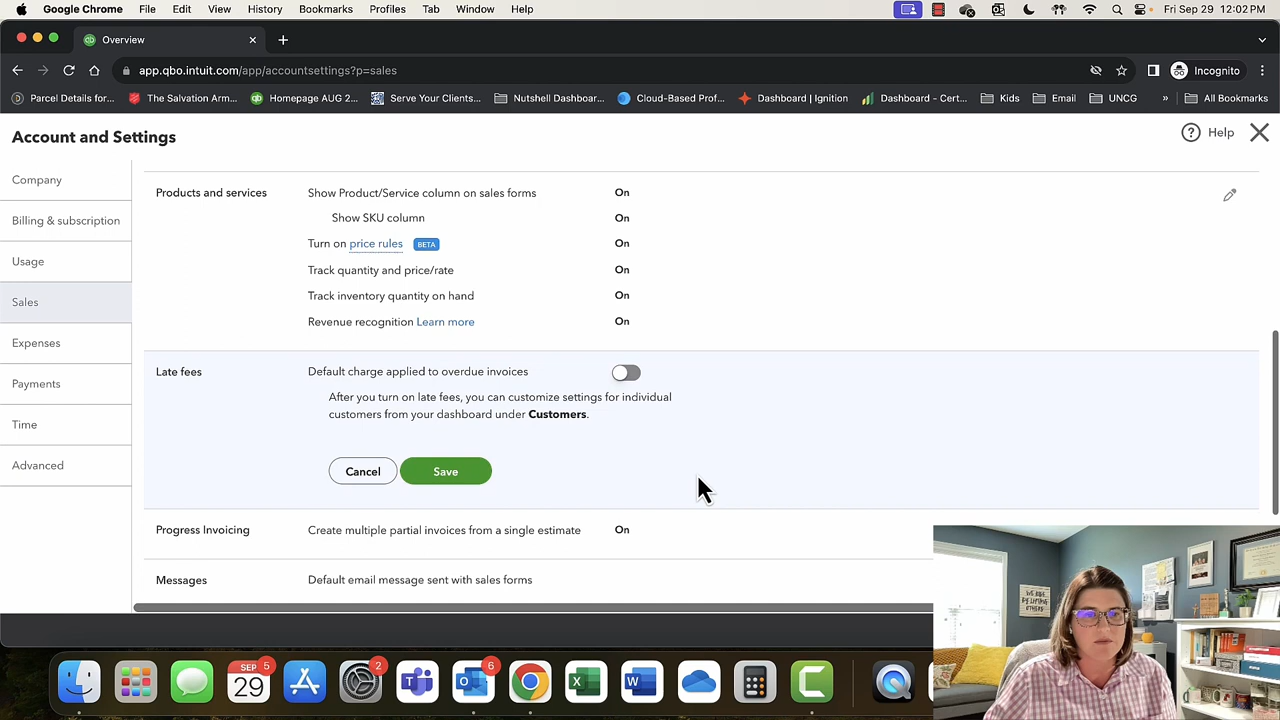 Google Chrome File Edit View History Bookmarks Profiles Tab Window Help Fri Sep 29 12:02 PM
Overview
app.qbo.intuit.com/app/accountsettings?p=sales Incognito
Parcel Details for... The Salvation Arm... Homepage AUG 2... Serve Your Clients... Nutshell Dashboar... Cloud-Based Prof... Dashboard | Ignition Dashboard - Cert... Kids Email UNCG » All Bookmarks
Account and Settings
Help
Company
Billing & subscription
Usage
Sales
Expenses
Payments
Time
Advanced
Products and services Show Product/Service column on sales forms On
Show SKU column On
Turn on price rules BETA On
Track quantity and price/rate On
Track inventory quantity on hand On
Revenue recognition Learn more On
Late fees Default charge applied to overdue invoices
After you turn on late fees, you can customize settings for individual
customers from your dashboard under Customers.
Cancel Save
Progress Invoicing Create multiple partial invoices from a single estimate On
Messages Default email message sent with sales forms
SEP 5 2 6
29